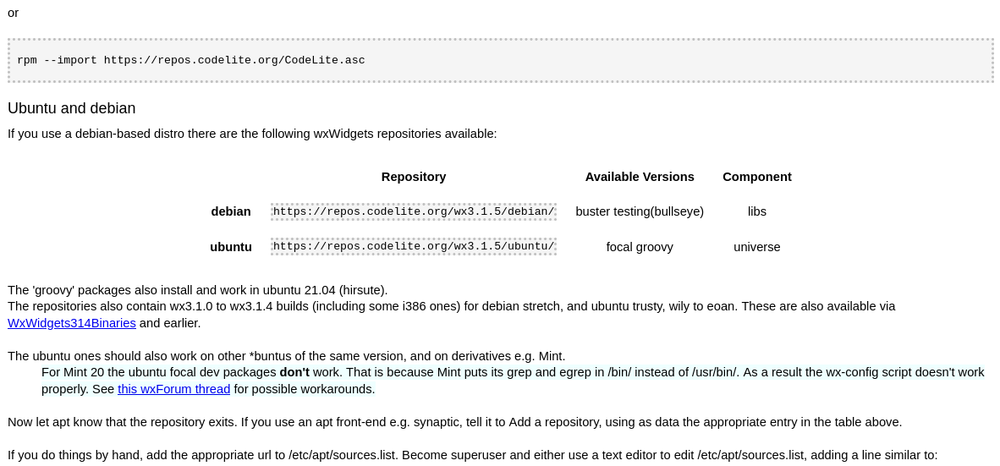 or
rpm --import https://repos.codelite.org/CodeLite.asc
Ubuntu and debian
If you use a debian-based distro there are the following wxWidgets repositories available:
Repository Available Versions Component
debian https://repos.codelite.org/wx3.1.5/debian/ buster testing(bullseye) libs
ubuntu https://repos.codelite.org/wx3.1.5/ubuntu/ focal groovy universe
The 'groovy' packages also install and work in ubuntu 21.04 (hirsute).
The repositories also contain wx3.1.0 to wx3.1.4 builds (including some i386 ones) for debian stretch, and ubuntu trusty, wily to eoan. These are also available via
WxWidgets314Binaries and earlier.
The ubuntu ones should also work on other *buntus of the same version, and on derivatives e.g. Mint.
For Mint 20 the ubuntu focal dev packages don't work. That is because Mint puts its grep and egrep in /bin/ instead of /usr/bin/. As a result the wx-config script doesn't work
properly. See this wxForum thread for possible workarounds.
Now let apt know that the repository exits. If you use an apt front-end e.g. synaptic, tell it to Add a repository, using as data the appropriate entry in the table above.
If you do things by hand, add the appropriate url to /etc/apt/sources.list. Become superuser and either use a text editor to edit /etc/apt/sources.list, adding a line similar to: